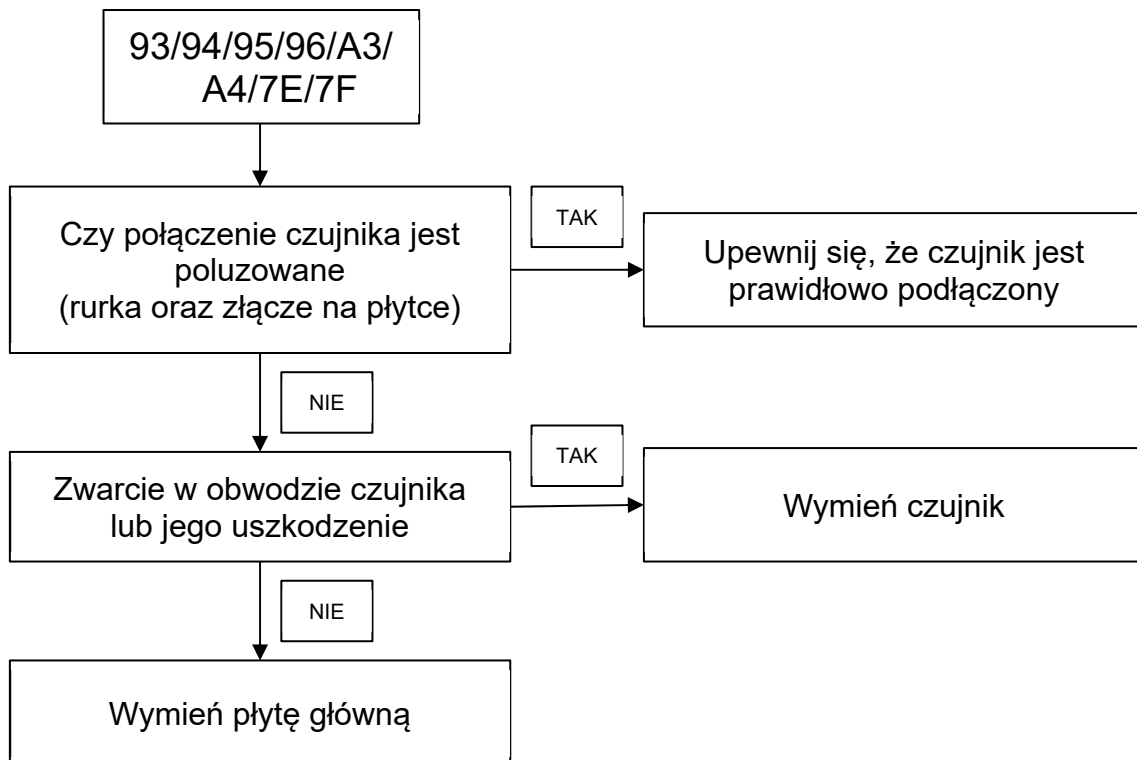 93/94/95/96/A3/
A4/7E/7F
Czy połączenie czujnika jest
poluzowane
(rurka oraz złącze na płytce)
TAK
Upewnij się, że czujnik jest
prawidłowo podłączony
NIE
Zwarcie w obwodzie czujnika
lub jego uszkodzenie
TAK
Wymień czujnik
NIE
Wymień płytę główną